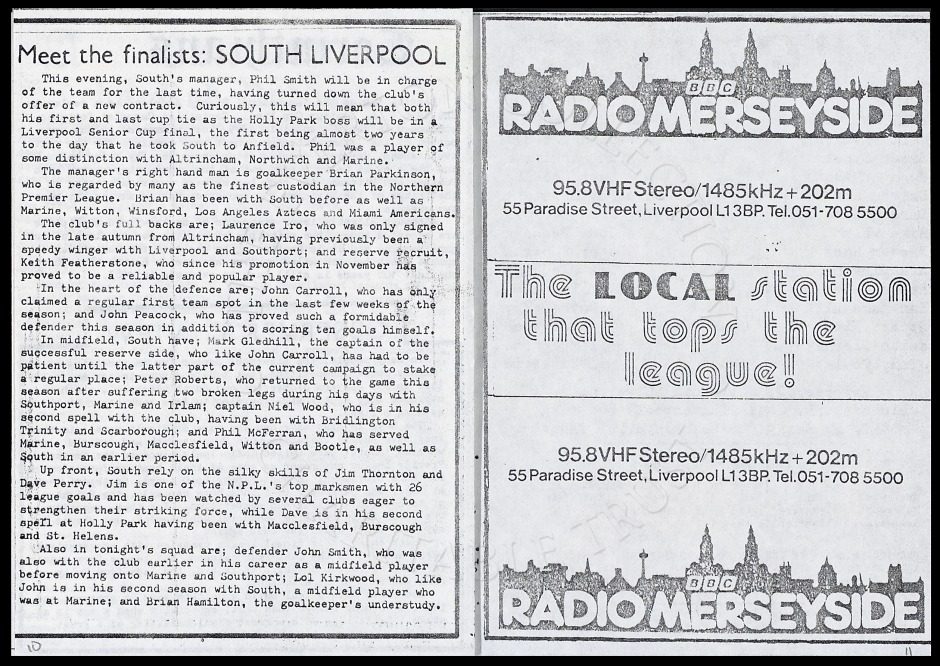 Meet the finalists: SOUTH LIVERPOOL
This evening, South's manager, Phil Smith will be in charge
of the team for the last time, having turned down the club's
offer of a new contract. Curiously, this will mean that both
his first and last cup tie as the Holly Park boss will be in a
Liverpool Senior Cup final, the first being almost two years
to the day that he took South to Anfield. Phil was a player of
some distinction with Altrincham, Northwich and Marine.
The manager's right hand man is goalkeeper Brian Parkinson,
who is regarded by many as the finest custodian in the Northern
Premier League. Brian has been with South before as well as
Marine, Witton, Winsford, Los Angeles Aztecs and Miami Americans.
The club's full backs are; Laurence Iro, who was only signed
in the late autumn from Altrincham, having previously been a
speedy winger with Liverpool and Southport; and reserve recruit,
Keith Featherstone, who since his promotion in November has
proved to be a reliable and popular player.
In the heart of the defence are; John Carroll, who has only
claimed a regular first team spot in the last few weeks of the
season; and John Peacock, who has proved such a formidable
defender this season in addition to scoring ten goals himself.
In midfield, South have; Mark Gledhill, the captain of the
successful reserve side, who like John Carroll, has had to be
patient until the latter part of the current campaign to stake
a regular place; Peter Roberts, who returned to the game this
season after suffering two broken legs during his days with
Southport, Marine and Irlam; captain Niel Wood, who is in his
second spell with the club, having been with Bridlington
Trinity and Scarborough; and Phil McFerran, who has served
Marine, Burscough, Macclesfield, Witton and Bootle, as well as
South in an earlier period.
Up front, South rely on the silky skills of Jim Thornton and
Dave Perry. Jim is one of the N.P.L.'s top marksmen with 26
league goals and has been watched by several clubs eager to
strengthen their striking force, while Dave is in his second
spell at Holly Park having been with Macclesfield, Burscough
and St. Helens.
Also in tonight's squad are; defender John Smith, who was
also with the club earlier in his career as a midfield player
before moving onto Marine and Southport; Lol Kirkwood, who like
John is in his second season with South, a midfield player who
was at Marine; and Brian Hamilton, the goalkeeper's understudy.
10
BBC
RADIO MERSEYSIDE
95.8VHF Stereo/1485kHz+202m
55 Paradise Street, Liverpool L1 3BP. Tel.051-708 5500
The LOCAL station
that tops the
league!
95.8VHF Stereo/1485kHz+202m
55 Paradise Street, Liverpool L1 3BP. Tel.051-708 5500
BBC
RADIO MERSEYSIDE
11